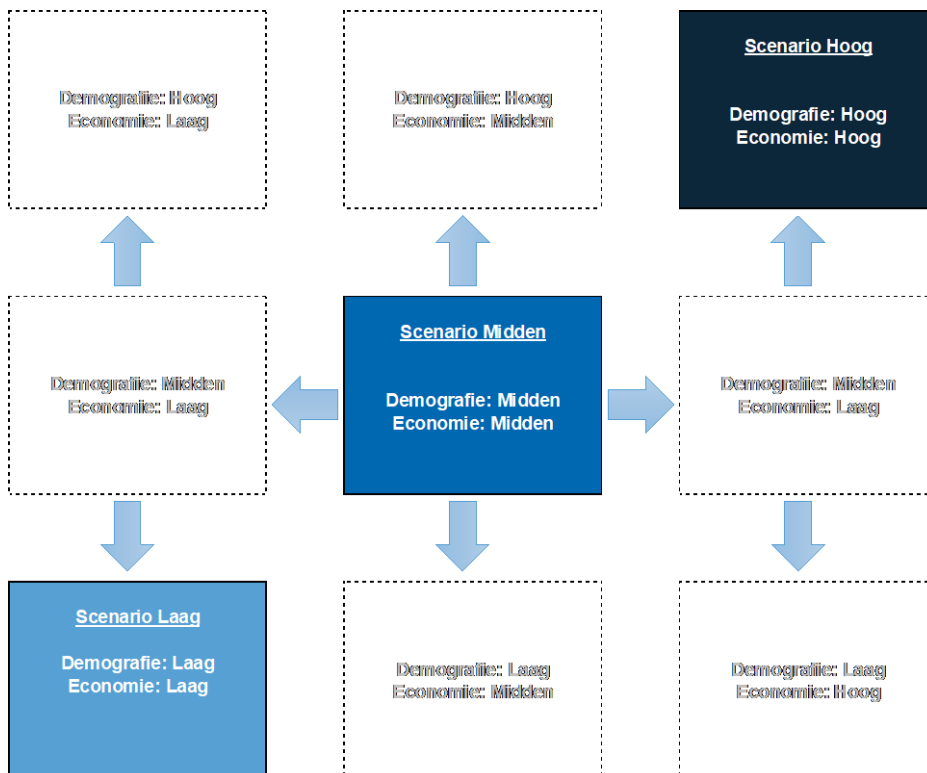 Demografie: Hoog
Economie: Laag
Demografie: Hoog
Economie: Midden
Scenario Hoog
Demografie: Hoog
Economie: Hoog
Demografie: Midden
Economie: Laag
Scenario Midden
Demografie: Midden
Economie: Midden
Demografie: Midden
Economie: Laag
Scenario Laag
Demografie: Laag
Economie: Laag
Demografie: Laag
Economie: Midden
Demografie: Laag
Economie: Hoog